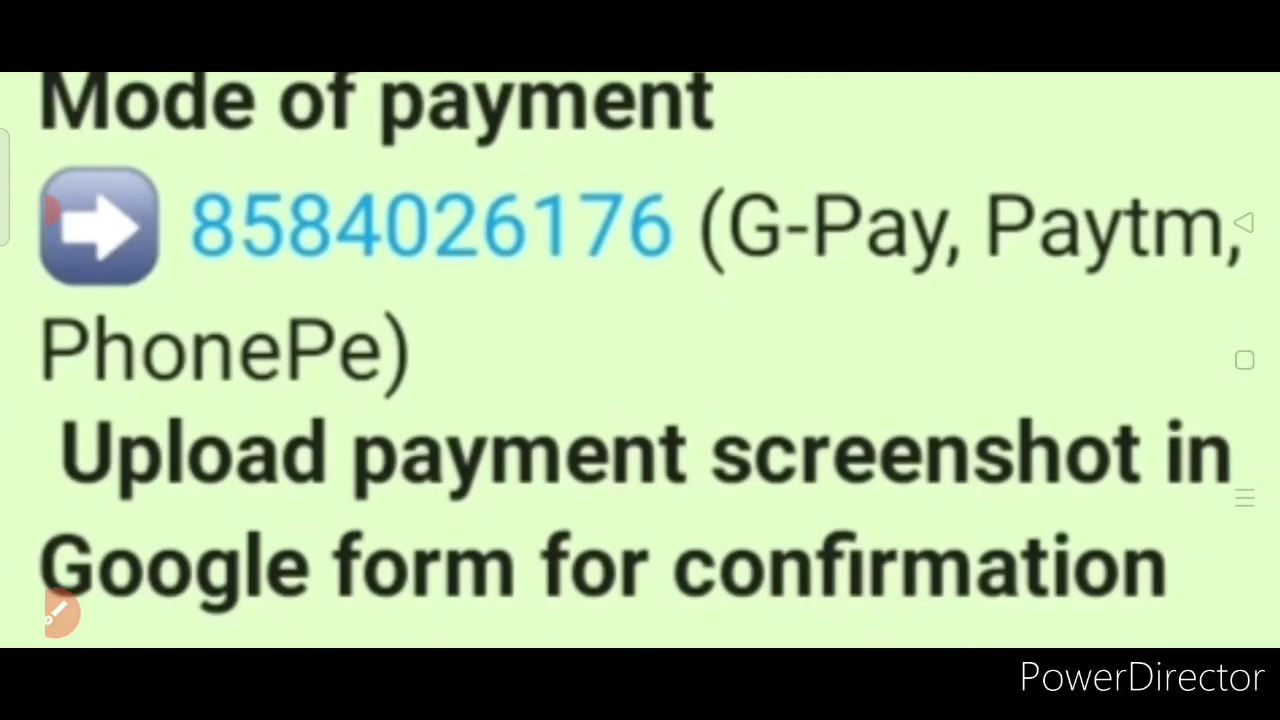 Mode of payment
➡️ 8584026176 (G-Pay, Paytm,
PhonePe)
Upload payment screenshot in
Google form for confirmation
PowerDirector